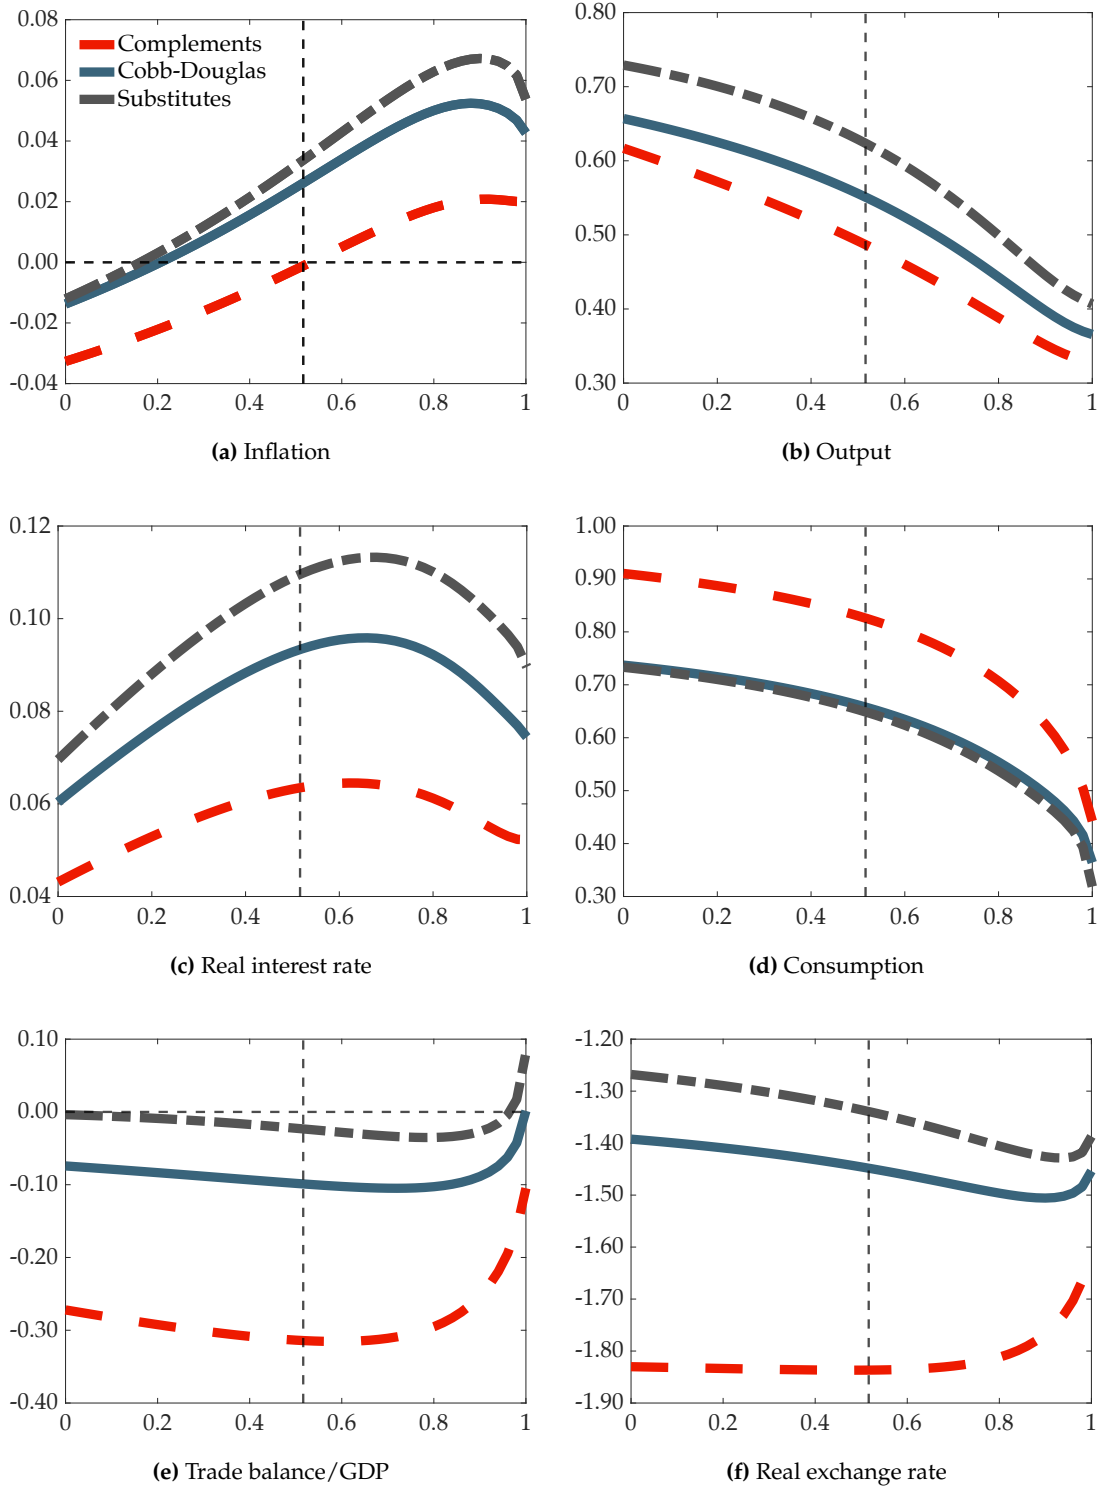 0.08
0.06
0.04
0.02
0.00
-0.02
-0.04
0 0.2 0.4 0.6 0.8 1
Complements
Cobb-Douglas
Substitutes
(a) Inflation
0.80
0.70
0.60
0.50
0.40
0.30
0 0.2 0.4 0.6 0.8 1
(b) Output
0.12
0.10
0.08
0.06
0.04
0 0.2 0.4 0.6 0.8 1
(c) Real interest rate
1.00
0.90
0.80
0.70
0.60
0.50
0.40
0.30
0 0.2 0.4 0.6 0.8 1
(d) Consumption
0.10
0.00
-0.10
-0.20
-0.30
-0.40
0 0.2 0.4 0.6 0.8 1
(e) Trade balance/GDP
-1.20
-1.30
-1.40
-1.50
-1.60
-1.70
-1.80
-1.90
0 0.2 0.4 0.6 0.8 1
(f) Real exchange rate